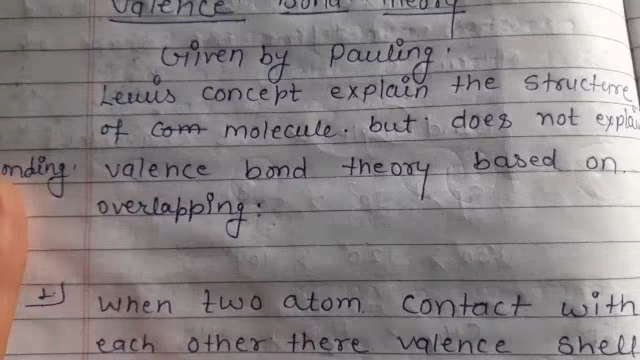 Valence Bond Theory
Given by Pauling.
Lewis concept explain the structure
of com molecule. but does not explain
onding. valence bond theory based on
overlapping :
1)
when two atom contact with
each other there valence shell